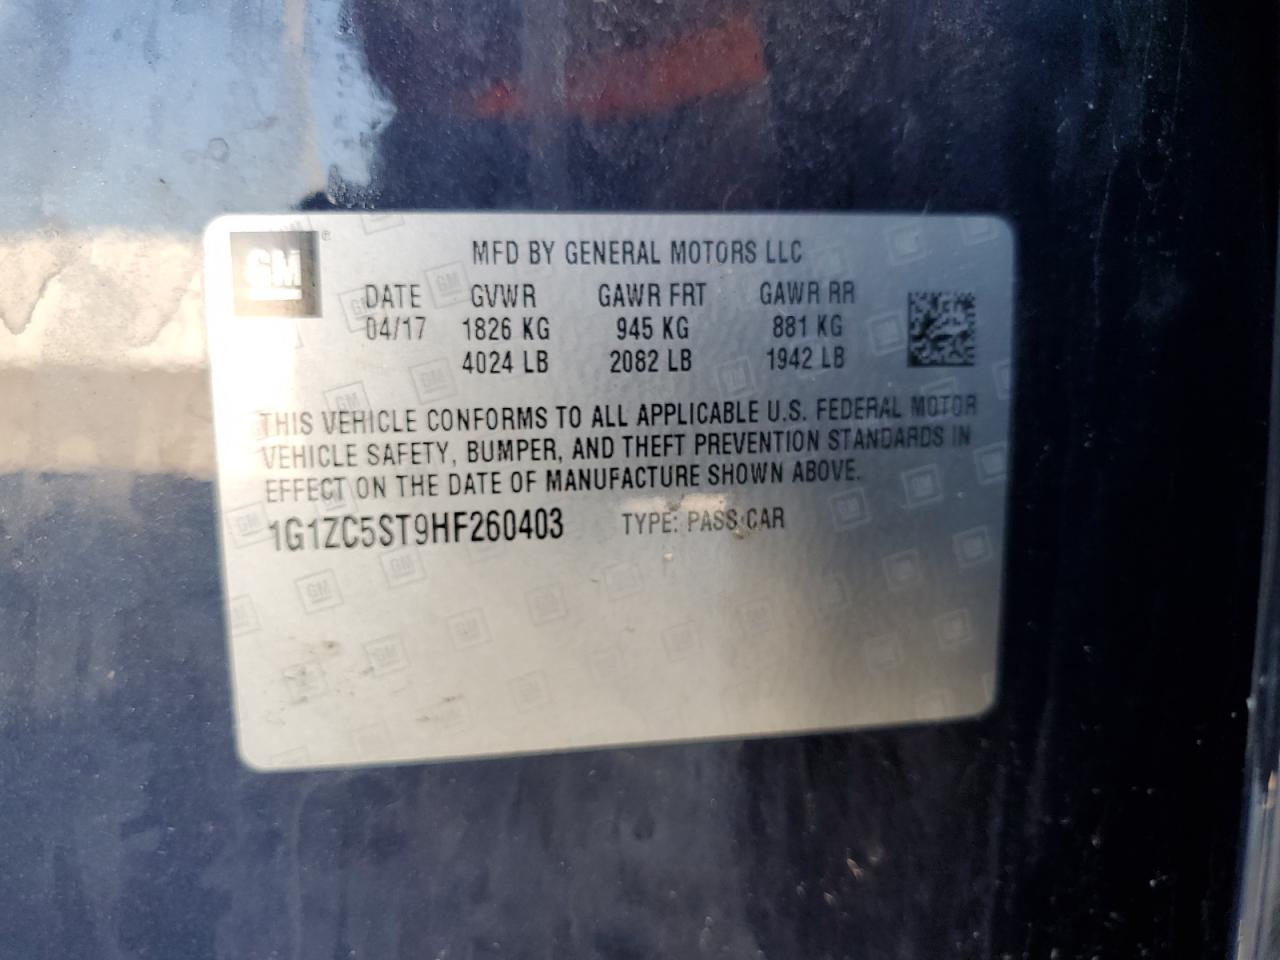 GM ®
MFD BY GENERAL MOTORS LLC
DATE GVWR GAWR FRT GAWR RR
04/17 1826 KG 945 KG 881 KG
4024 LB 2082 LB 1942 LB
THIS VEHICLE CONFORMS TO ALL APPLICABLE U.S. FEDERAL MOTOR
VEHICLE SAFETY, BUMPER, AND THEFT PREVENTION STANDARDS IN
EFFECT ON THE DATE OF MANUFACTURE SHOWN ABOVE.
1G1ZC5ST9HF260403 TYPE: PASS CAR